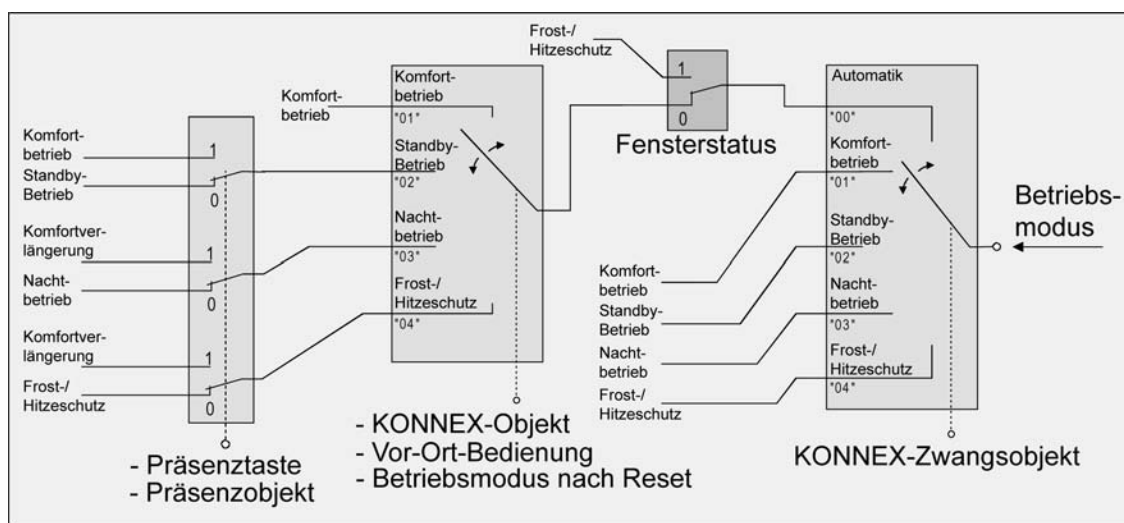 Komfort-
betrieb
Standby-
Betrieb
1
0
Komfortver-
längerung
Nacht-
betrieb
1
0
Komfortver-
längerung
Frost-/
Hitzeschutz
1
0
- Präsenztaste
- Präsenzobjekt
Komfort-
betrieb
Komfort-
betrieb
"01"
Standby-
Betrieb
"02"
Nacht-
betrieb
"03"
Frost-/
Hitzeschutz
"04"
- KONNEX-Objekt
- Vor-Ort-Bedienung
- Betriebsmodus nach Reset
Frost-/
Hitzeschutz
1
0
Fensterstatus
Komfort-
betrieb
Standby-
Betrieb
Nacht-
betrieb
Frost-/
Hitzeschutz
Automatik
"00"
Komfort-
betrieb
"01"
Standby-
Betrieb
"02"
Nacht-
betrieb
"03"
Frost-/
Hitzeschutz
"04"
KONNEX-Zwangsobjekt
Betriebs-
modus